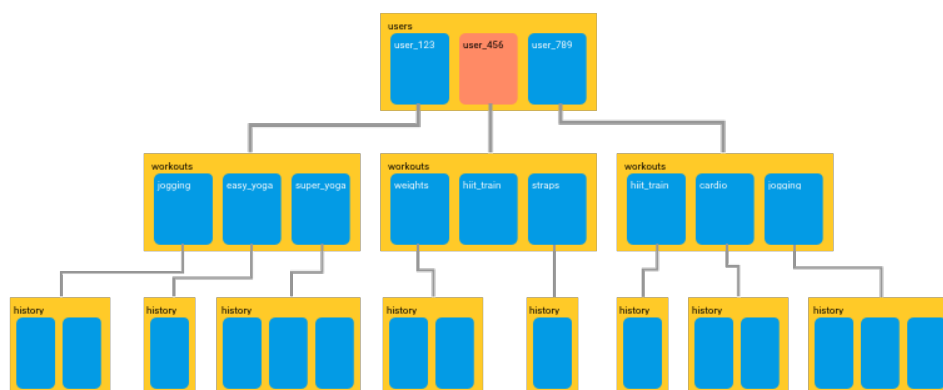 users
user_123
user_456
user_789
workouts
jogging
easy_yoga
super_yoga
workouts
weights
hiit_train
straps
workouts
hiit_train
cardio
jogging
history
history
history
history
history
history
history
history